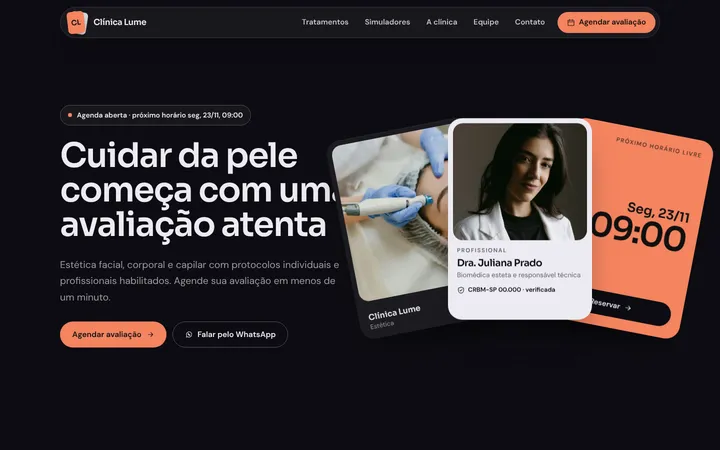 CL
Clínica Lume
Tratamentos
Simuladores
A clínica
Equipe
Contato
Agendar avaliação
Agenda aberta · próximo horário seg, 23/11, 09:00
Cuidar da pele
começa com uma
avaliação atenta
Estética facial, corporal e capilar com protocolos individuais e
profissionais habilitados. Agende sua avaliação em menos de
um minuto.
Agendar avaliação →
Falar pelo WhatsApp
Clínica Lume
Estética
PROFISSIONAL
Dra. Juliana Prado
Biomédica esteta e responsável técnica
CRBM-SP 00.000 · verificada
PRÓXIMO HORÁRIO LIVRE
Seg, 23/11
09:00
Reservar →